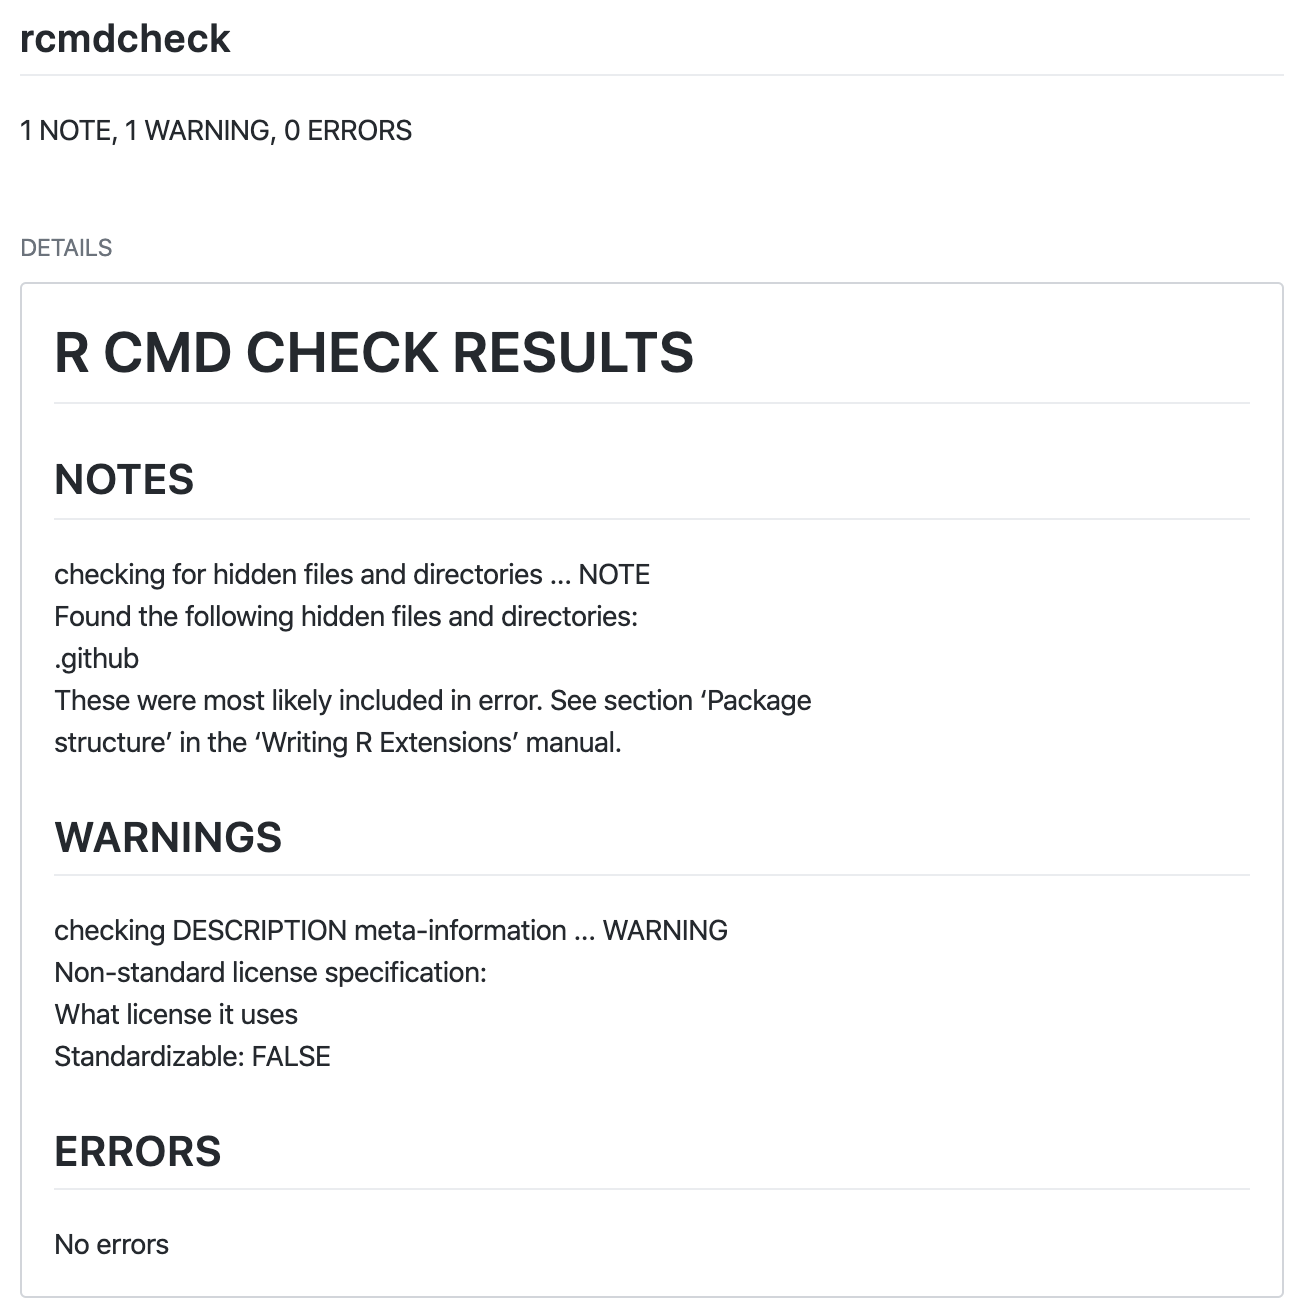 rcmdcheck
1 NOTE, 1 WARNING, 0 ERRORS
DETAILS
R CMD CHECK RESULTS
NOTES
checking for hidden files and directories ... NOTE
Found the following hidden files and directories:
.github
These were most likely included in error. See section ‘Package
structure’ in the ‘Writing R Extensions’ manual.
WARNINGS
checking DESCRIPTION meta-information ... WARNING
Non-standard license specification:
What license it uses
Standardizable: FALSE
ERRORS
No errors